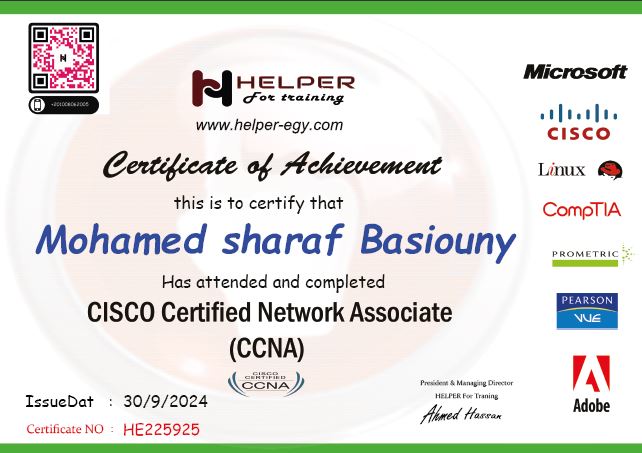 +201008062005
HELPER
For training
www.helper-egy.com
Certificate of Achievement
this is to certify that
Mohamed sharaf Basiouny
Has attended and completed
CISCO Certified Network Associate
(CCNA)
CISCO
CERTIFIED
CCNA
IssueDat : 30/9/2024
Certificate NO : HE225925
President & Managing Director
HELPER For Traning
Ahmed Hassan
Microsoft
CISCO
Linux
CompTIA
PROMETRIC
PEARSON
VUE
Adobe